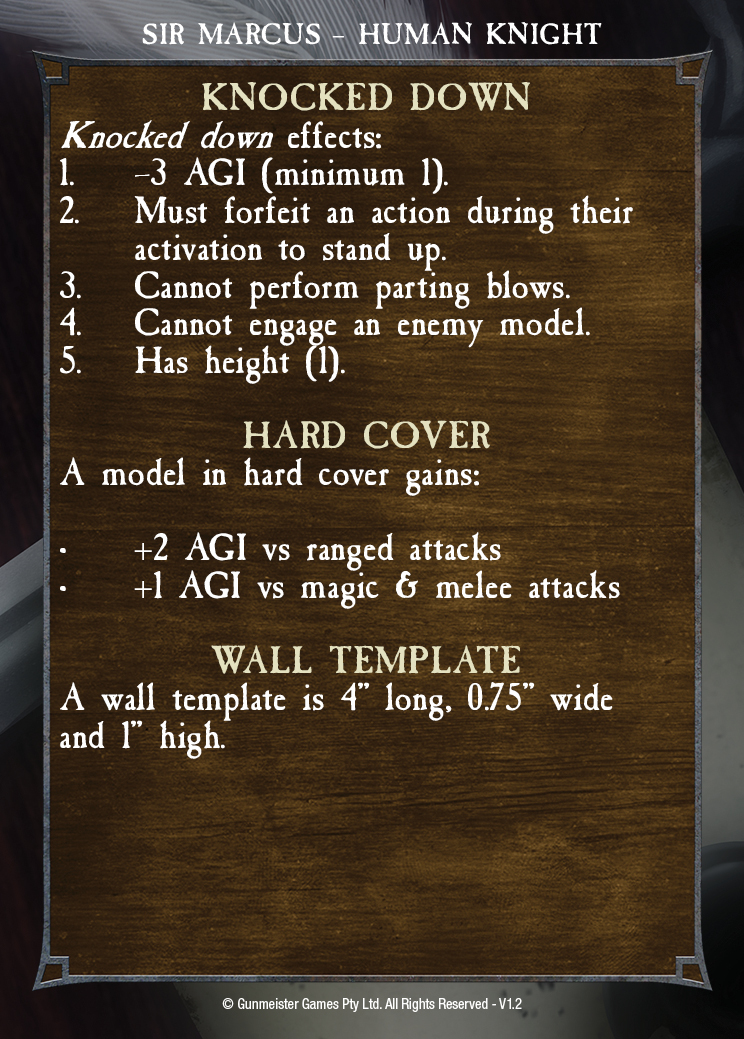 SIR MARCUS – HUMAN KNIGHT
KNOCKED DOWN
Knocked down effects:
1. –3 AGI (minimum 1).
2. Must forfeit an action during their
activation to stand up.
3. Cannot perform parting blows.
4. Cannot engage an enemy model.
5. Has height (1).
HARD COVER
A model in hard cover gains:
• +2 AGI vs ranged attacks
• +1 AGI vs magic & melee attacks
WALL TEMPLATE
A wall template is 4” long, 0.75” wide
and 1” high.
© Gunmeister Games Pty Ltd. All Rights Reserved - V1.2